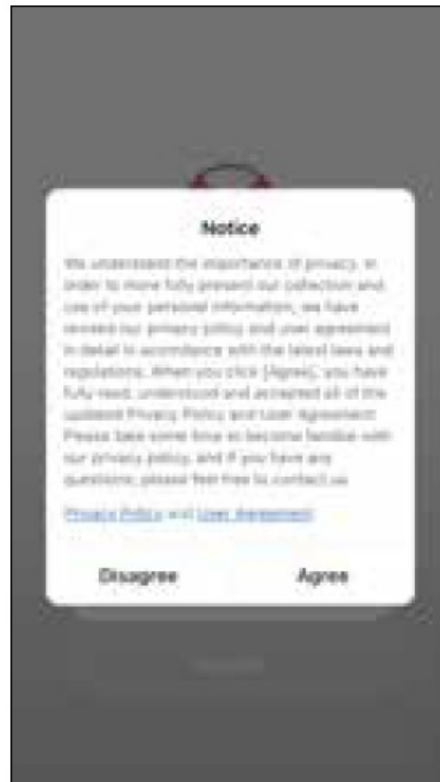 Notice
We understand the importance of privacy. In
order to more fully present our collection and
use of your personal information, we have
revised our privacy policy and user agreement
in detail in accordance with the latest laws and
regulations. When you click [Agree], you have
fully read, understood and accepted all of the
updated Privacy Policy and User Agreement.
Please take some time to become familiar with
our privacy policy, and if you have any
questions, please feel free to contact us.
Privacy Policy and User Agreement
Disagree
Agree